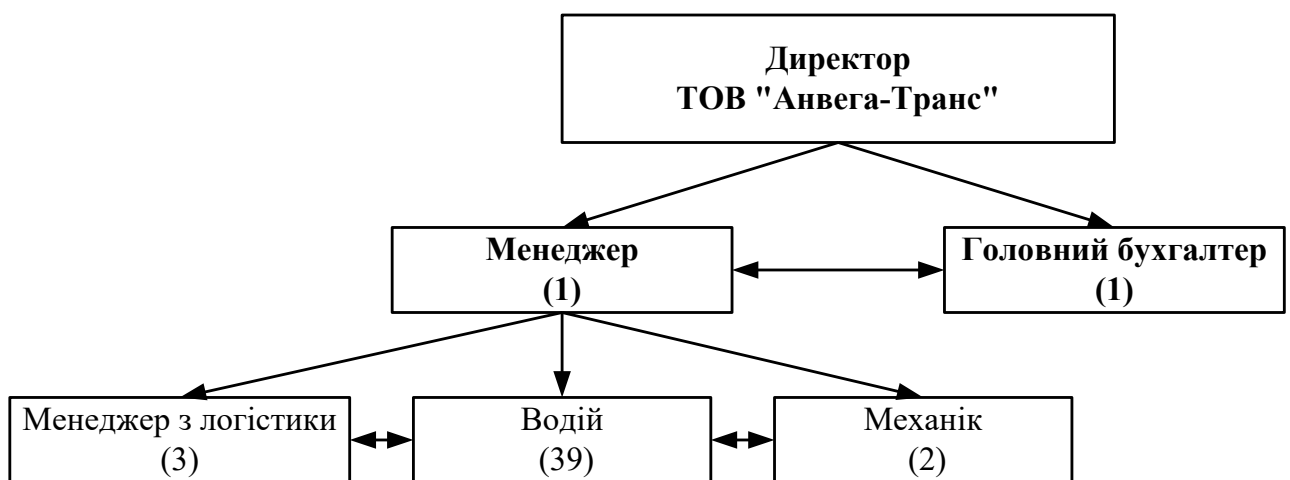 Директор
ТОВ "Анвега-Транс"
Менеджер
(1)
Головний бухгалтер
(1)
Менеджер з логістики
(3)
Водій
(39)
Механік
(2)